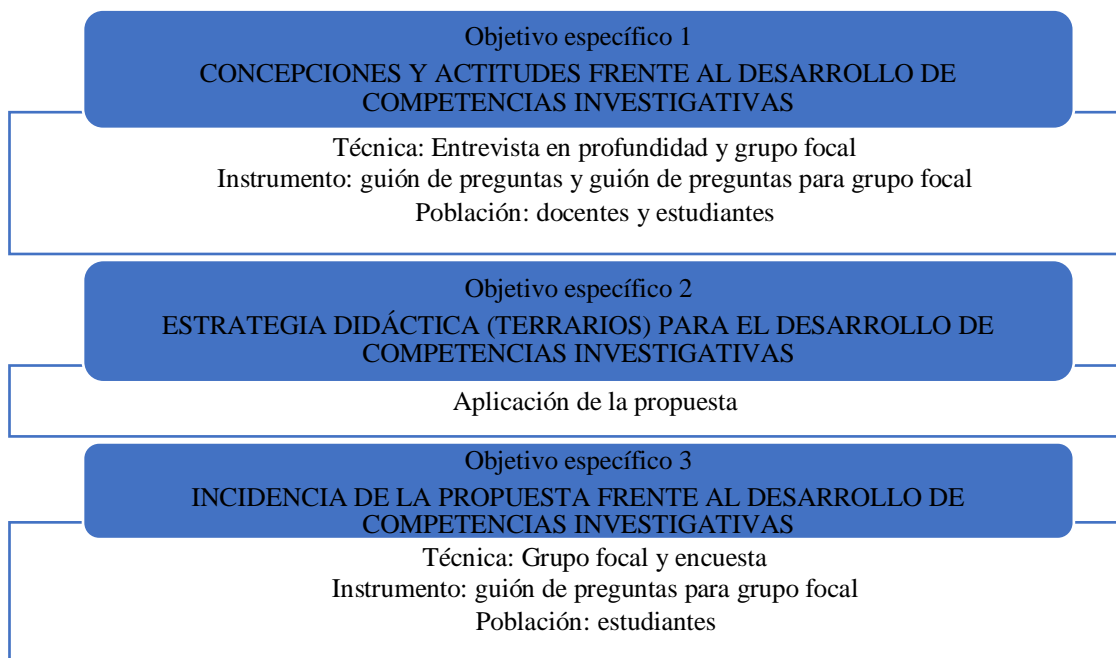 Objetivo específico 1
CONCEPCIONES Y ACTITUDES FRENTE AL DESARROLLO DE
COMPETENCIAS INVESTIGATIVAS
Técnica: Entrevista en profundidad y grupo focal
Instrumento: guión de preguntas y guión de preguntas para grupo focal
Población: docentes y estudiantes
Objetivo específico 2
ESTRATEGIA DIDÁCTICA (TERRARIOS) PARA EL DESARROLLO DE
COMPETENCIAS INVESTIGATIVAS
Aplicación de la propuesta
Objetivo específico 3
INCIDENCIA DE LA PROPUESTA FRENTE AL DESARROLLO DE
COMPETENCIAS INVESTIGATIVAS
Técnica: Grupo focal y encuesta
Instrumento: guión de preguntas para grupo focal
Población: estudiantes